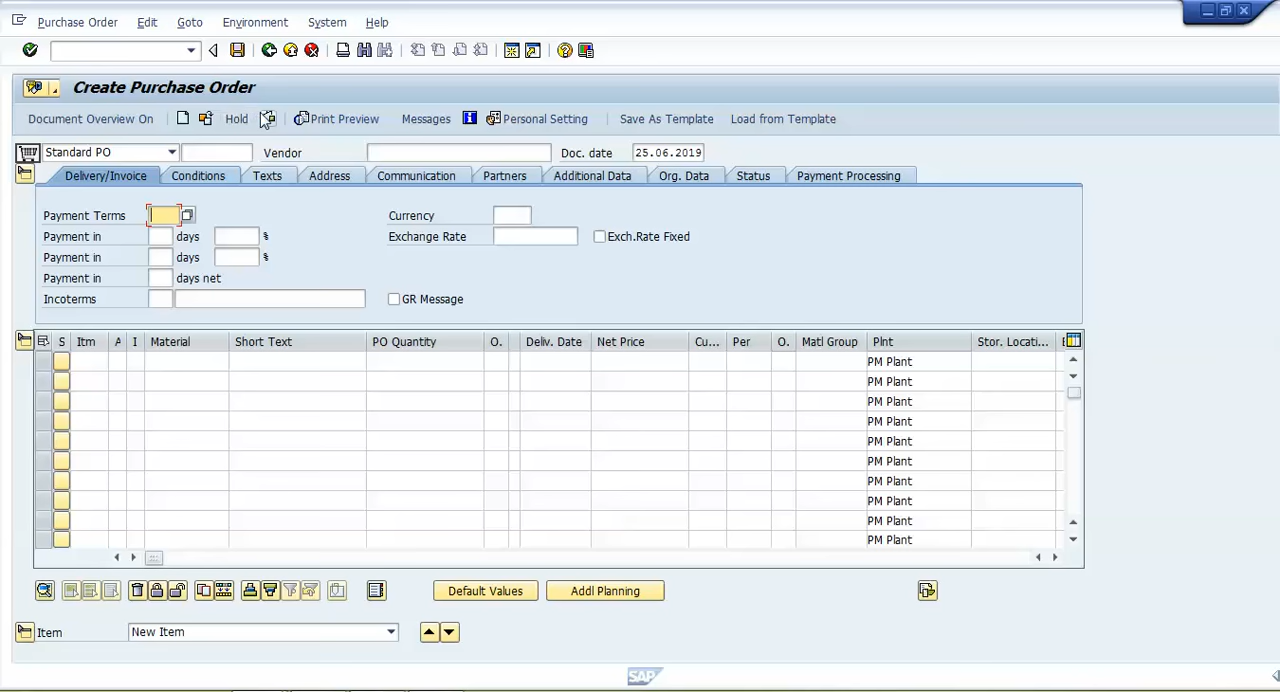 Purchase Order Edit Goto Environment System Help
Create Purchase Order
Document Overview On Hold Print Preview Messages Personal Setting Save As Template Load from Template
Standard PO Vendor Doc. date 25.06.2019
Delivery/Invoice Conditions Texts Address Communication Partners Additional Data Org. Data Status Payment Processing
Payment Terms Currency
Payment in days % Exchange Rate Exch.Rate Fixed
Payment in days %
Payment in days net
Incoterms GR Message
S Itm A I Material Short Text PO Quantity O. Deliv. Date Net Price Cu... Per O. Matl Group Plnt Stor. Locati...
PM Plant
PM Plant
PM Plant
PM Plant
PM Plant
PM Plant
PM Plant
PM Plant
PM Plant
PM Plant
Default Values Addl Planning
Item New Item
SAP